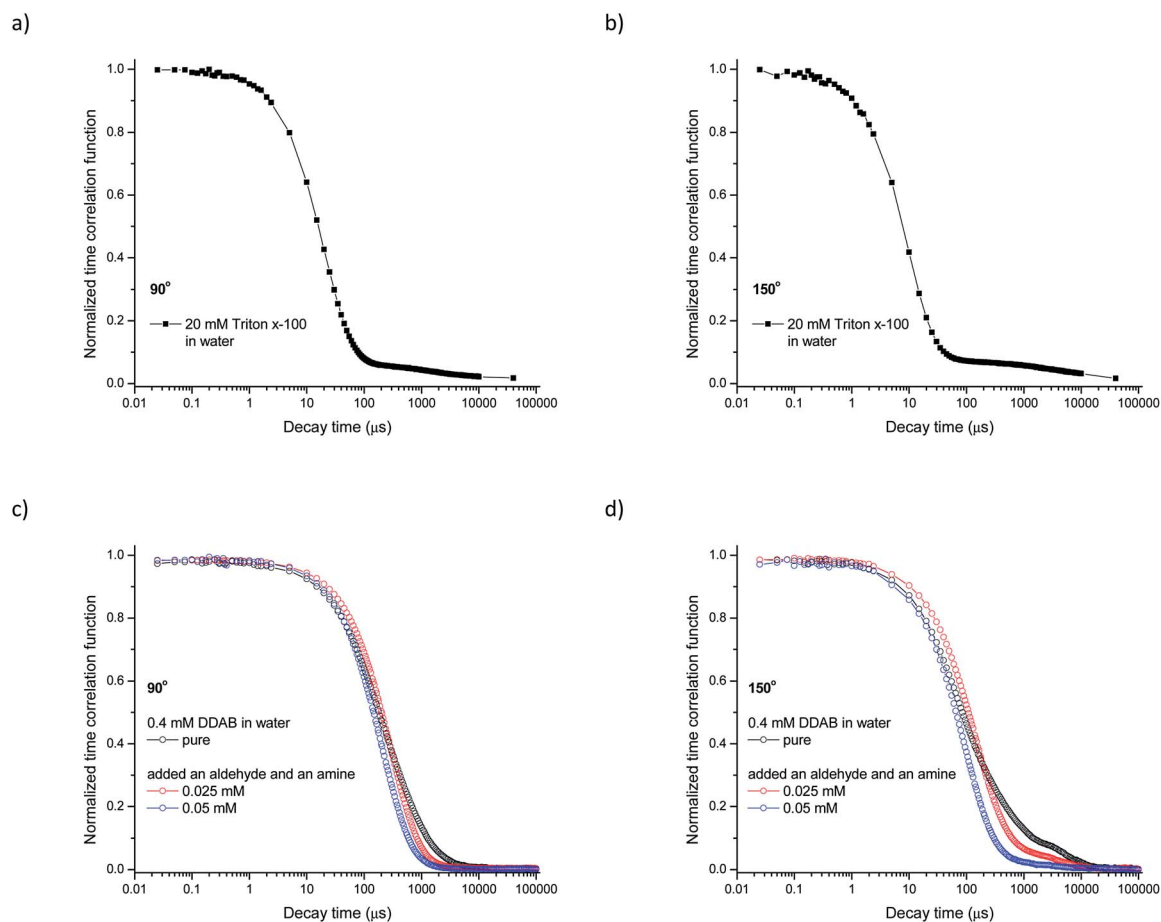 a)
Normalized time correlation function
1.0
0.8
0.6
0.4
0.2
0.0
90°
20 mM Triton x-100
in water
0.01 0.1 1 10 100 1000 10000 100000
Decay time (μs)
b)
Normalized time correlation function
1.0
0.8
0.6
0.4
0.2
0.0
150°
20 mM Triton x-100
in water
0.01 0.1 1 10 100 1000 10000 100000
Decay time (μs)
c)
Normalized time correlation function
1.0
0.8
0.6
0.4
0.2
0.0
90°
0.4 mM DDAB in water
pure
added an aldehyde and an amine
0.025 mM
0.05 mM
0.01 0.1 1 10 100 1000 10000 100000
Decay time (μs)
d)
Normalized time correlation function
1.0
0.8
0.6
0.4
0.2
0.0
150°
0.4 mM DDAB in water
pure
added an aldehyde and an amine
0.025 mM
0.05 mM
0.01 0.1 1 10 100 1000 10000 100000
Decay time (μs)